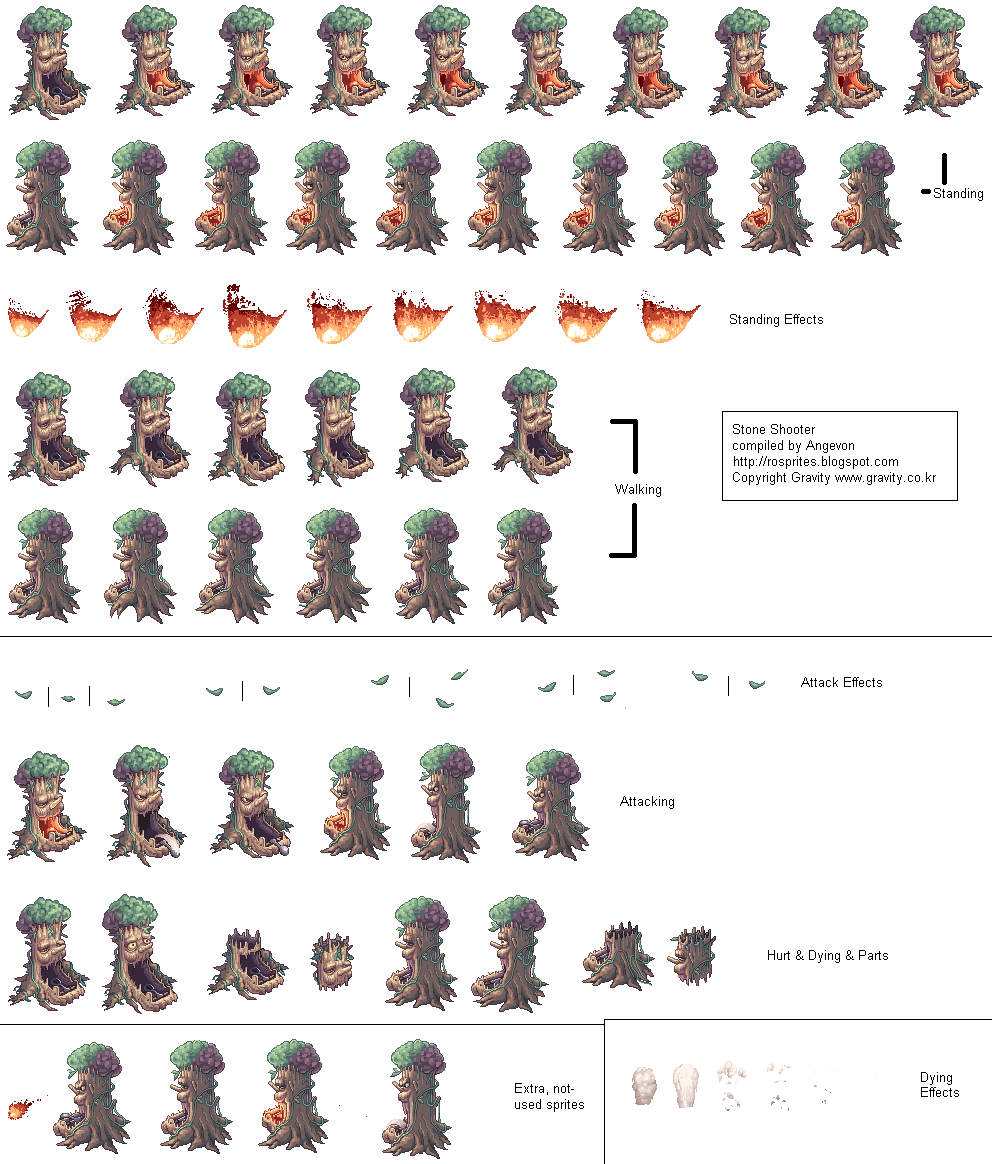 Standing
Standing Effects
Stone Shooter
compiled by Angevon
http://rosprites.blogspot.com
Copyright Gravity www.gravity.co.kr
Walking
Attack Effects
Attacking
Hurt & Dying & Parts
Extra, not-
used sprites
Dying
Effects